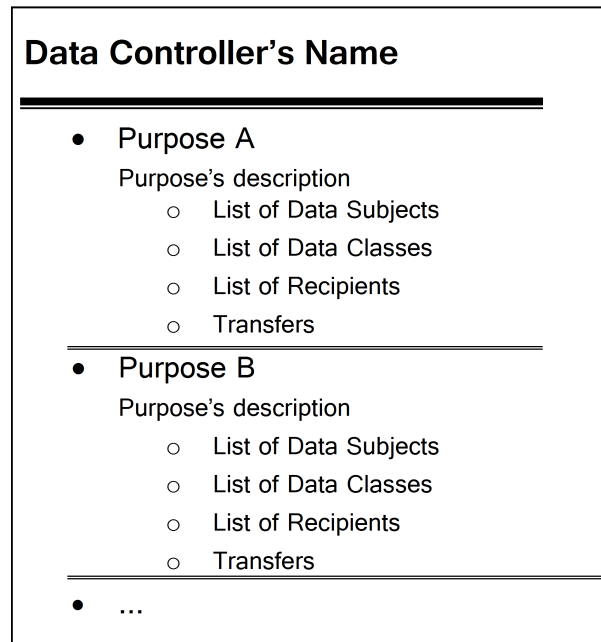 Data Controller’s Name
● Purpose A
Purpose’s description
○ List of Data Subjects
○ List of Data Classes
○ List of Recipients
○ Transfers
● Purpose B
Purpose’s description
○ List of Data Subjects
○ List of Data Classes
○ List of Recipients
○ Transfers
● ...